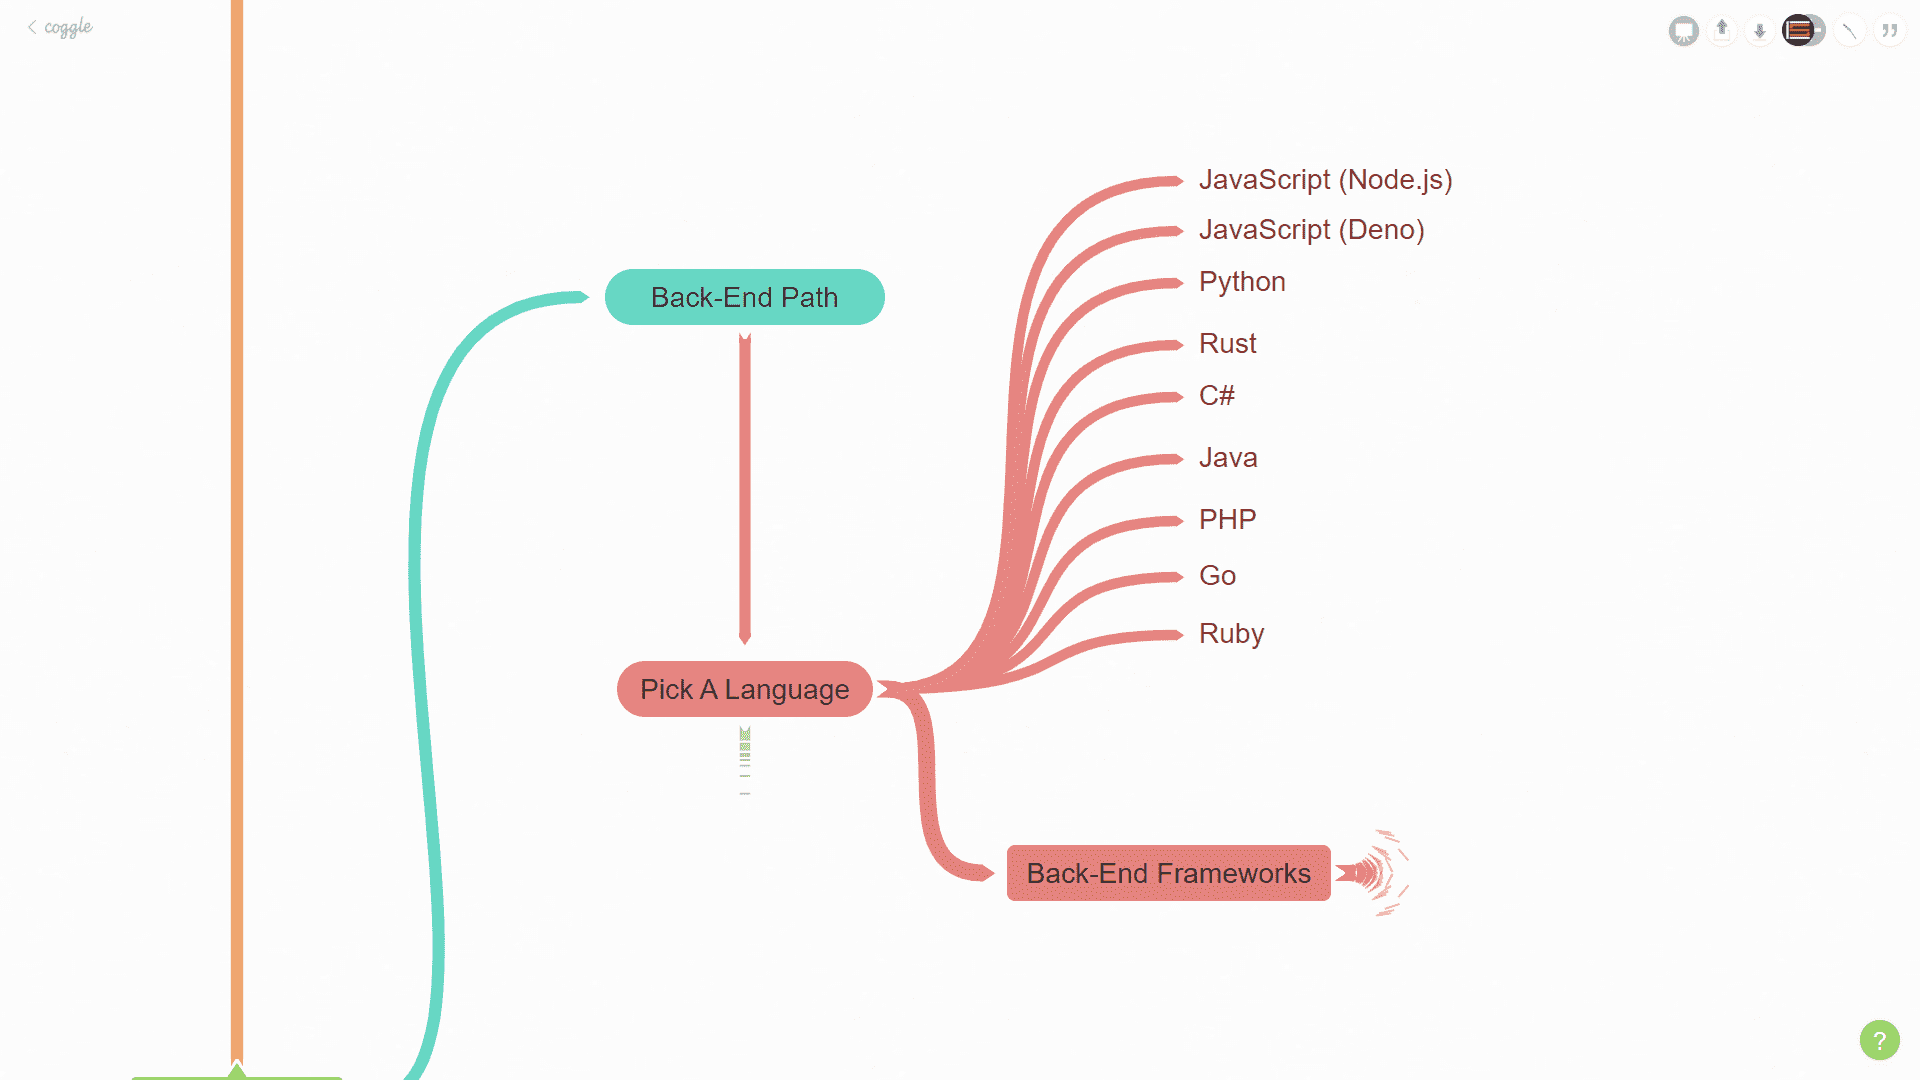 coggle
JavaScript (Node.js)
JavaScript (Deno)
Python
Back-End Path
Rust
C#
Java
PHP
Go
Ruby
Pick A Language
Back-End Frameworks
?